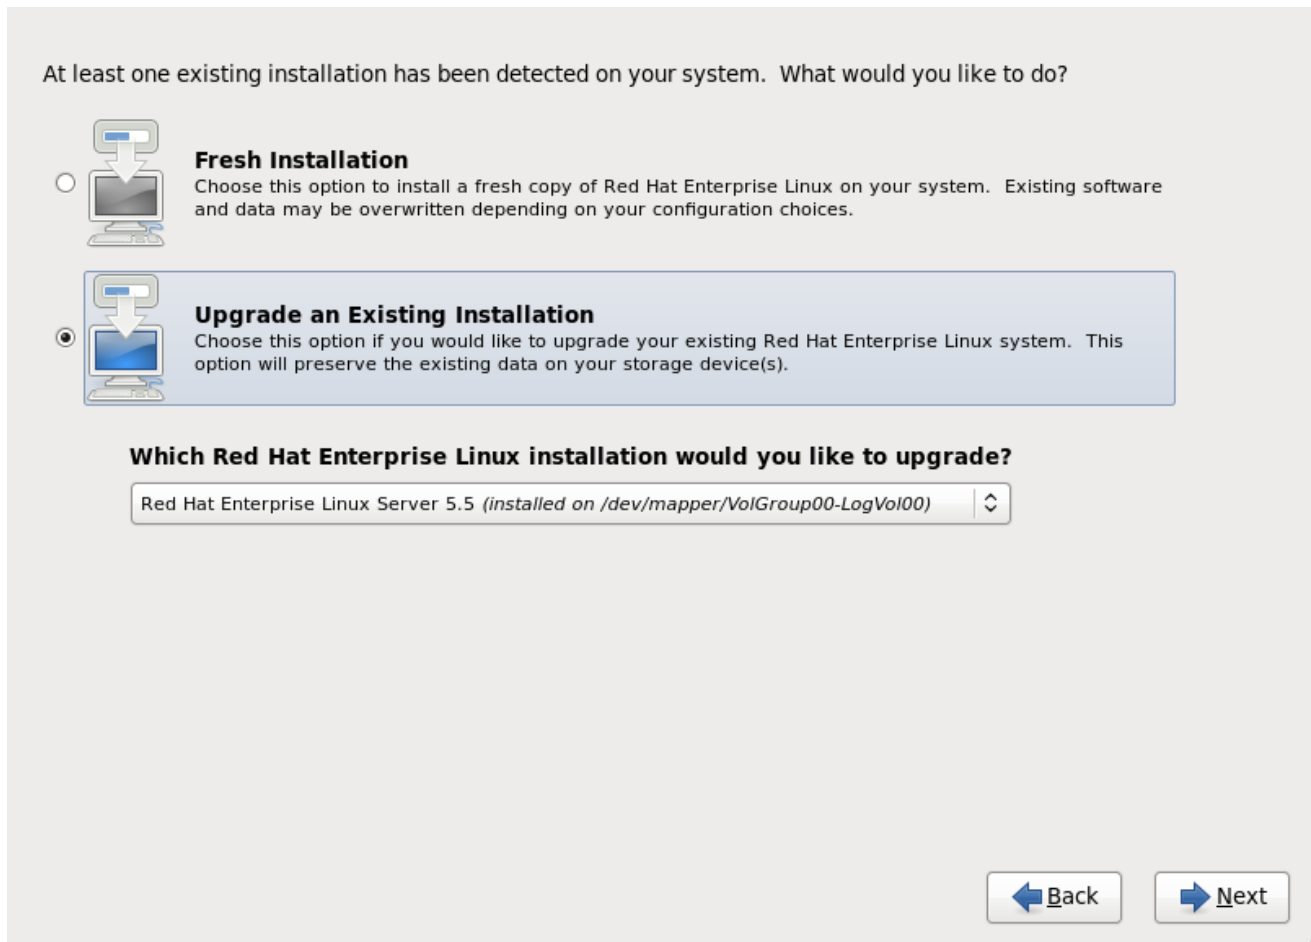 At least one existing installation has been detected on your system.  What would you like to do?
Fresh Installation
Choose this option to install a fresh copy of Red Hat Enterprise Linux on your system.  Existing software
and data may be overwritten depending on your configuration choices.
Upgrade an Existing Installation
Choose this option if you would like to upgrade your existing Red Hat Enterprise Linux system.  This
option will preserve the existing data on your storage device(s).
Which Red Hat Enterprise Linux installation would you like to upgrade?
Red Hat Enterprise Linux Server 5.5 (installed on /dev/mapper/VolGroup00-LogVol00)
Back
Next